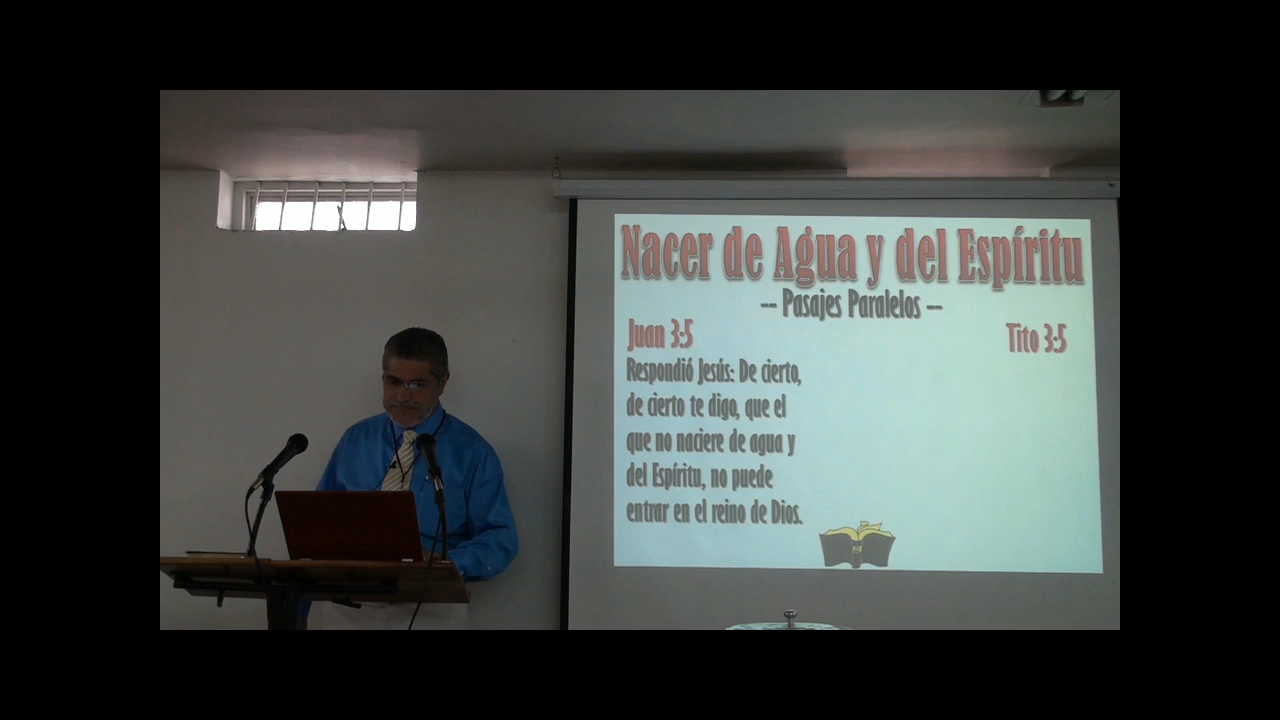 Nacer de Agua y del Espíritu
-- Pasajes Paralelos --
Juan 3:5
Tito 3:5
Respondió Jesús: De cierto,
de cierto te digo, que el
que no naciere de agua y
del Espíritu, no puede
entrar en el reino de Dios.